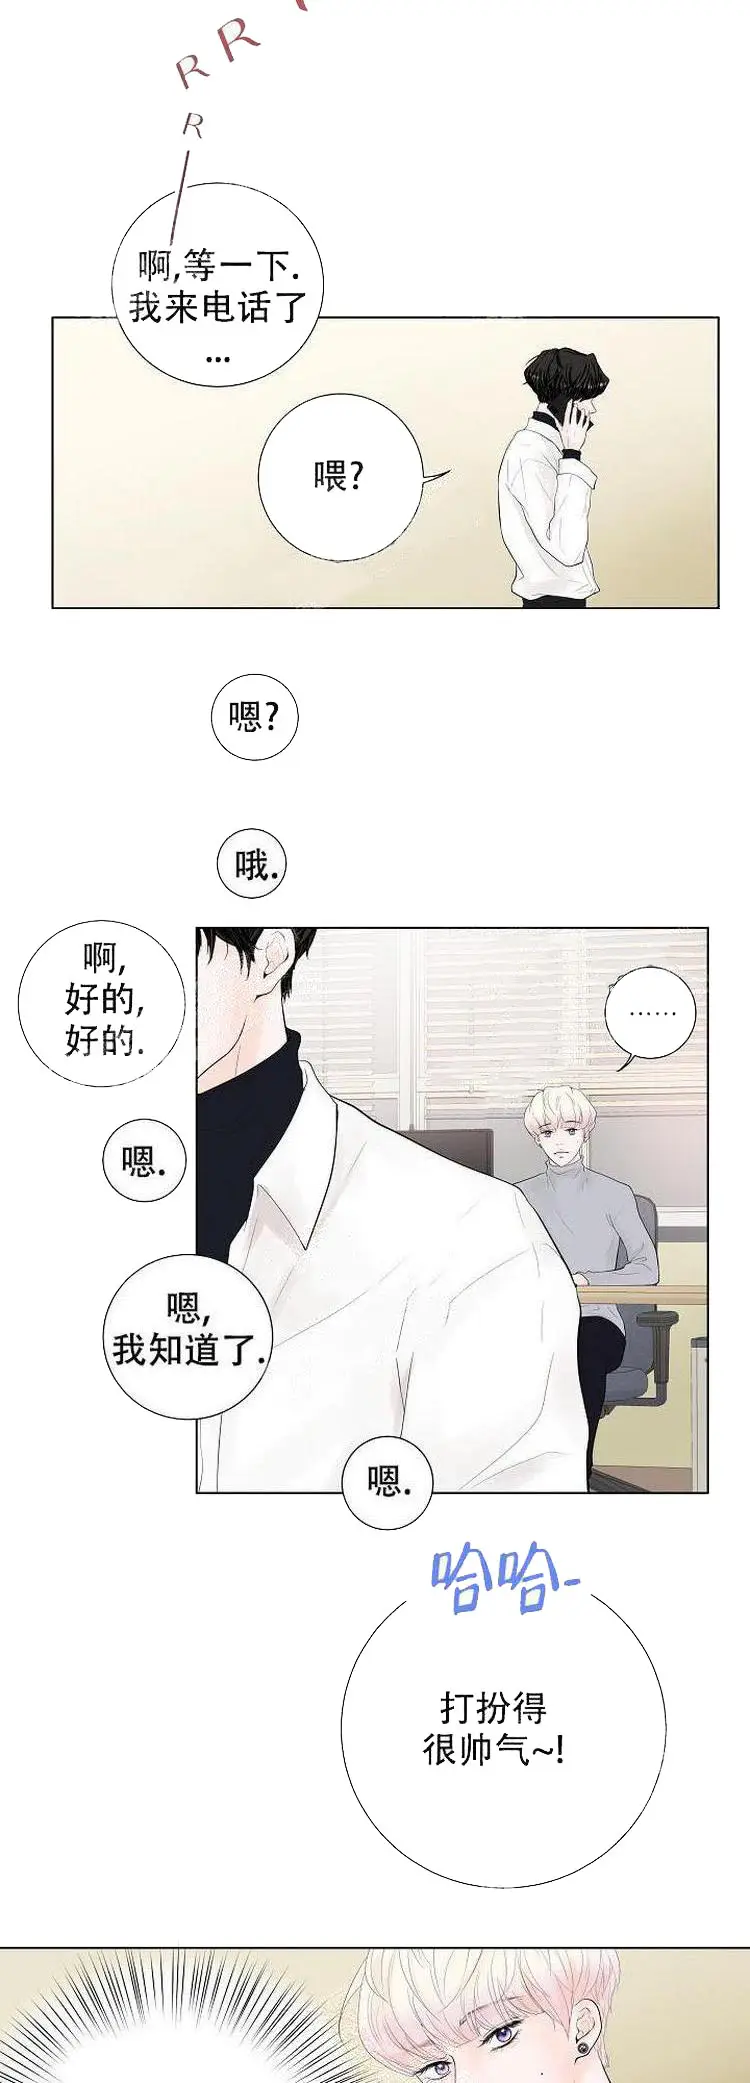 R
R
R
R
啊,等一下.
我来电话了
...
喂?
嗯?
哦.
啊,
好的,
好的.
……
嗯.
嗯,
我知道了.
嗯.
哈哈-
打扮得
很帅气~!